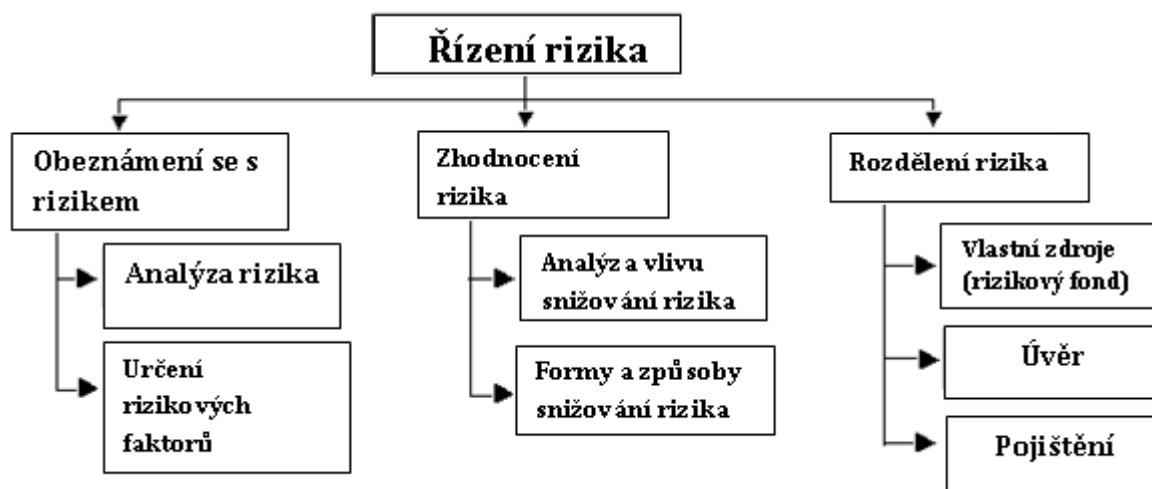 Řízení rizika
Obeznámení se s
rizikem
Analýza rizika
Určení
rizikových
faktorů
Zhodnocení
rizika
Analýza vlivu
snižování rizika
Formy a způsoby
snižování rizika
Rozdělení rizika
Vlastní zdroje
(rizikový fond)
Úvěr
Pojištění